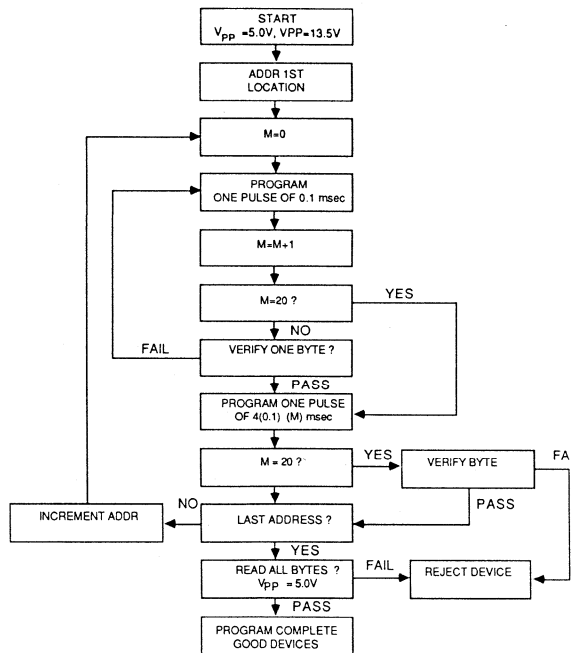 START
Vpp =5.0V, VPP=13.5V
ADDR 1ST
LOCATION
M=0
PROGRAM
ONE PULSE OF 0.1 msec
M=M+1
M=20 ?
YES
NO
VERIFY ONE BYTE ?
FAIL
PASS
PROGRAM ONE PULSE
OF 4(0.1) (M) msec
M = 20 ?
YES
VERIFY BYTE
FA
PASS
INCREMENT ADDR
NO
LAST ADDRESS ?
YES
READ ALL BYTES ?
VPP = 5.0V
FAIL
REJECT DEVICE
PASS
PROGRAM COMPLETE
GOOD DEVICES